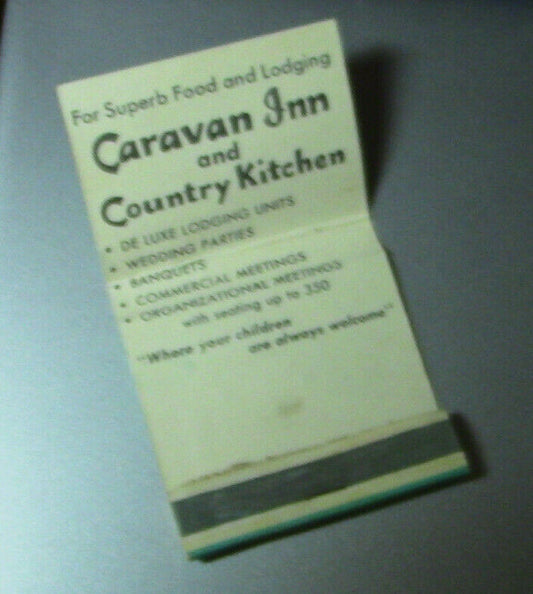 For Superb Food and Lodging
Caravan Inn
and
Country Kitchen
• DE LUXE LODGING UNITS
• WEDDING PARTIES
• BANQUETS
• COMMERCIAL MEETINGS
• ORGANIZATIONAL MEETINGS
with seating up to 350
"Where your children
are always welcome"